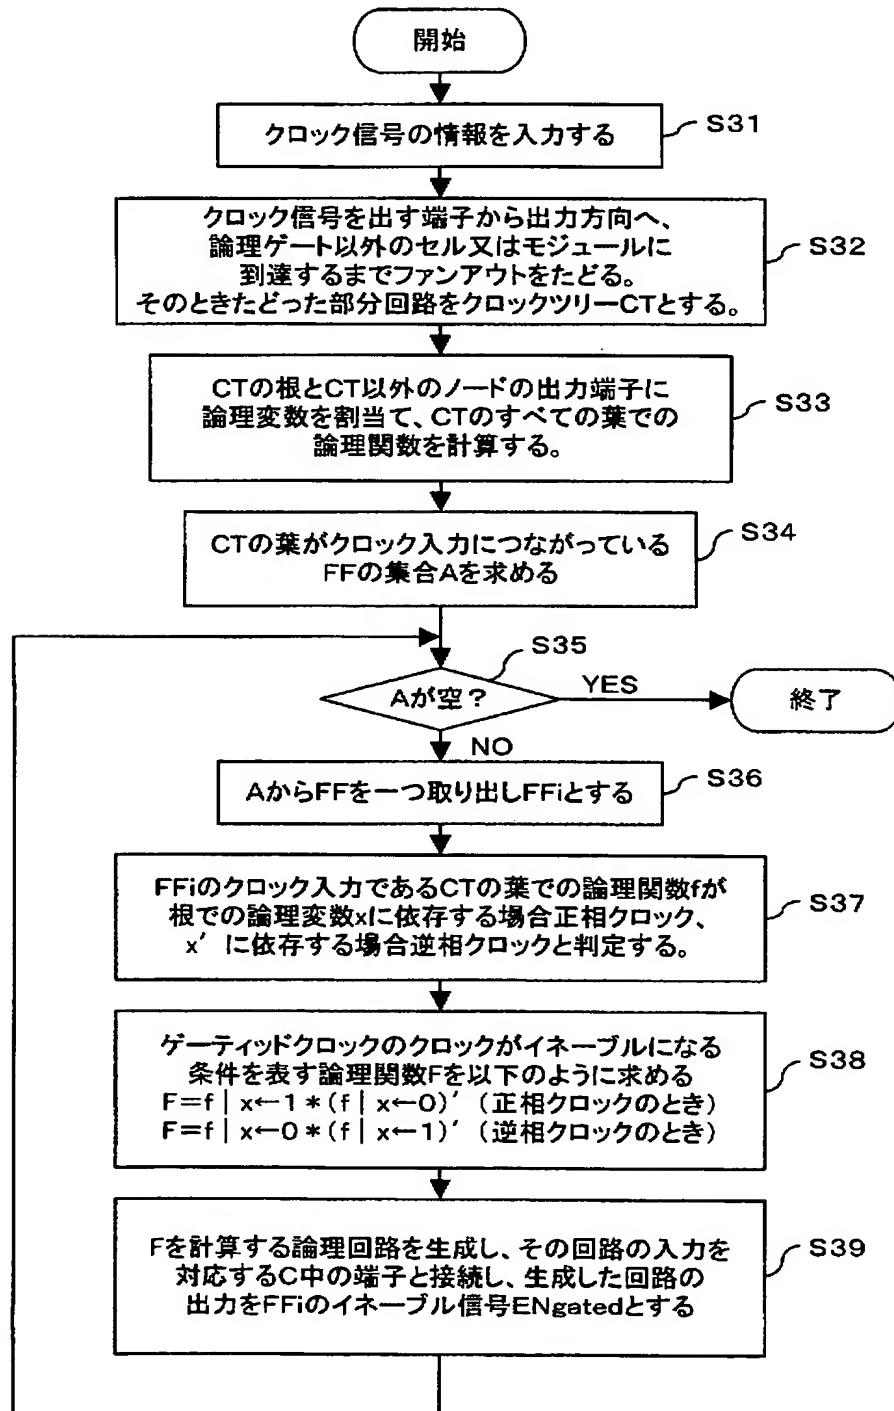 開始
クロック信号の情報を入力する
S31
クロック信号を出す端子から出力方向へ、
論理ゲート以外のセル又はモジュールに
到達するまでファンアウトをたどる。
そのときたどった部分回路をクロックツリーCTとする。
S32
CTの根とCT以外のノードの出力端子に
論理変数を割当て、CTのすべての葉での
論理関数を計算する。
S33
CTの葉がクロック入力につながっている
FFの集合Aを求める
S34
Aが空?
S35
YES
終了
NO
AからFFを一つ取り出しFFiとする
S36
FFiのクロック入力であるCTの葉での論理関数fが
根での論理変数xに依存する場合正相クロック、
x′に依存する場合逆相クロックと判定する。
S37
ゲーティッドクロックのクロックがイネーブルになる
条件を表す論理関数Fを以下のように求める
F=f|x←1*(f|x←0)′(正相クロックのとき)
F=f|x←0*(f|x←1)′(逆相クロックのとき)
S38
Fを計算する論理回路を生成し、その回路の入力を
対応するC中の端子と接続し、生成した回路の
出力をFFiのイネーブル信号ENgatedとする
S39